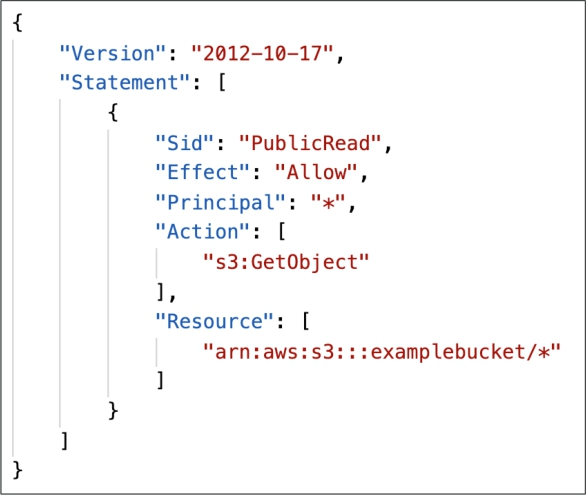 {
    "Version": "2012-10-17",
    "Statement": [
        {
            "Sid": "PublicRead",
            "Effect": "Allow",
            "Principal": "*",
            "Action": [
                "s3:GetObject"
            ],
            "Resource": [
                "arn:aws:s3:::examplebucket/*"
            ]
        }
    ]
}